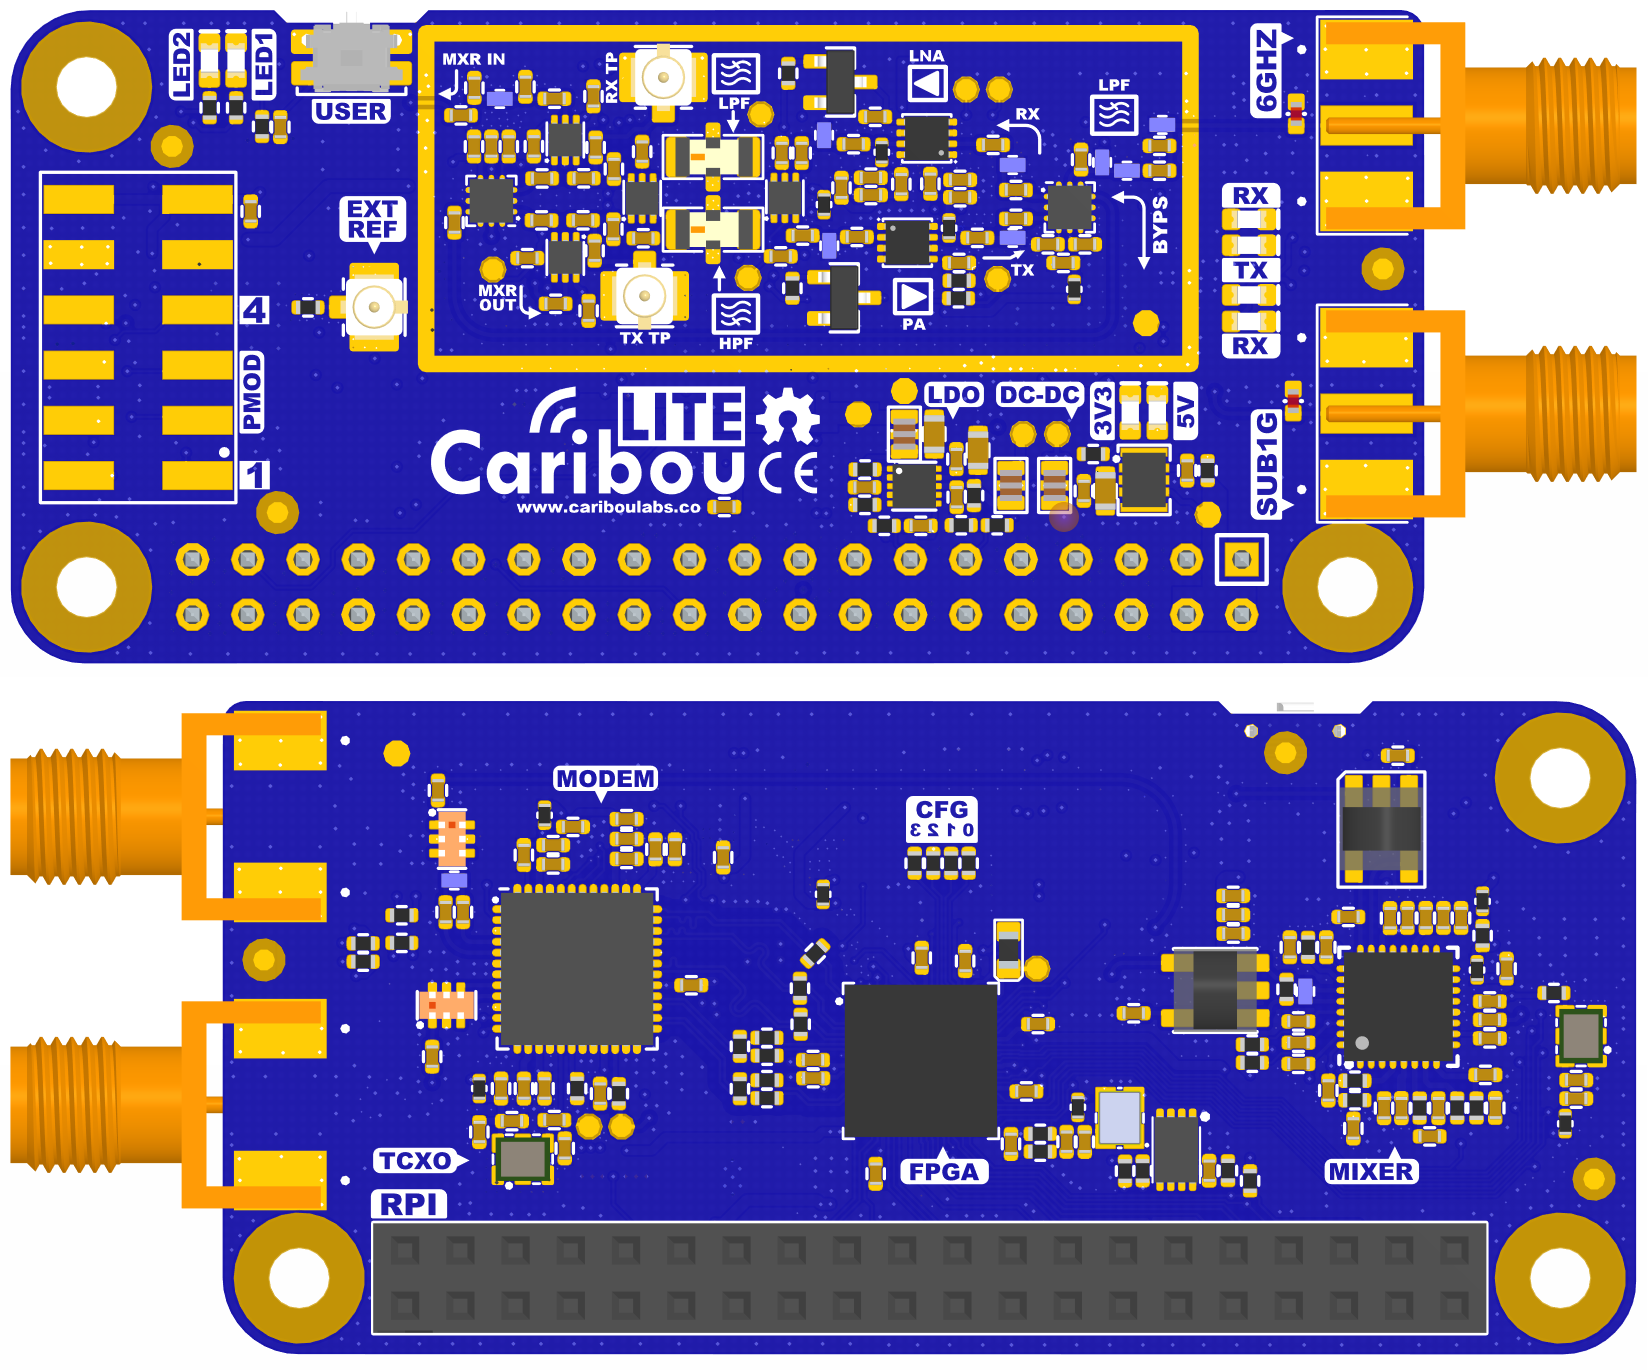 LED2
LED1
USER
MXR IN
RX TP
LPF
LNA
RX
LPF
6GHZ
EXT
REF
BYPS
RX
TX
RX
MXR
OUT
TX TP
HPF
PA
TX
4
PMOD
1
LITE
Caribou
CE
www.cariboulabs.co
LDO
DC-DC
3V3
5V
SUB1G
MODEM
CFG
0 1 2 3
TCXO
RPI
FPGA
MIXER